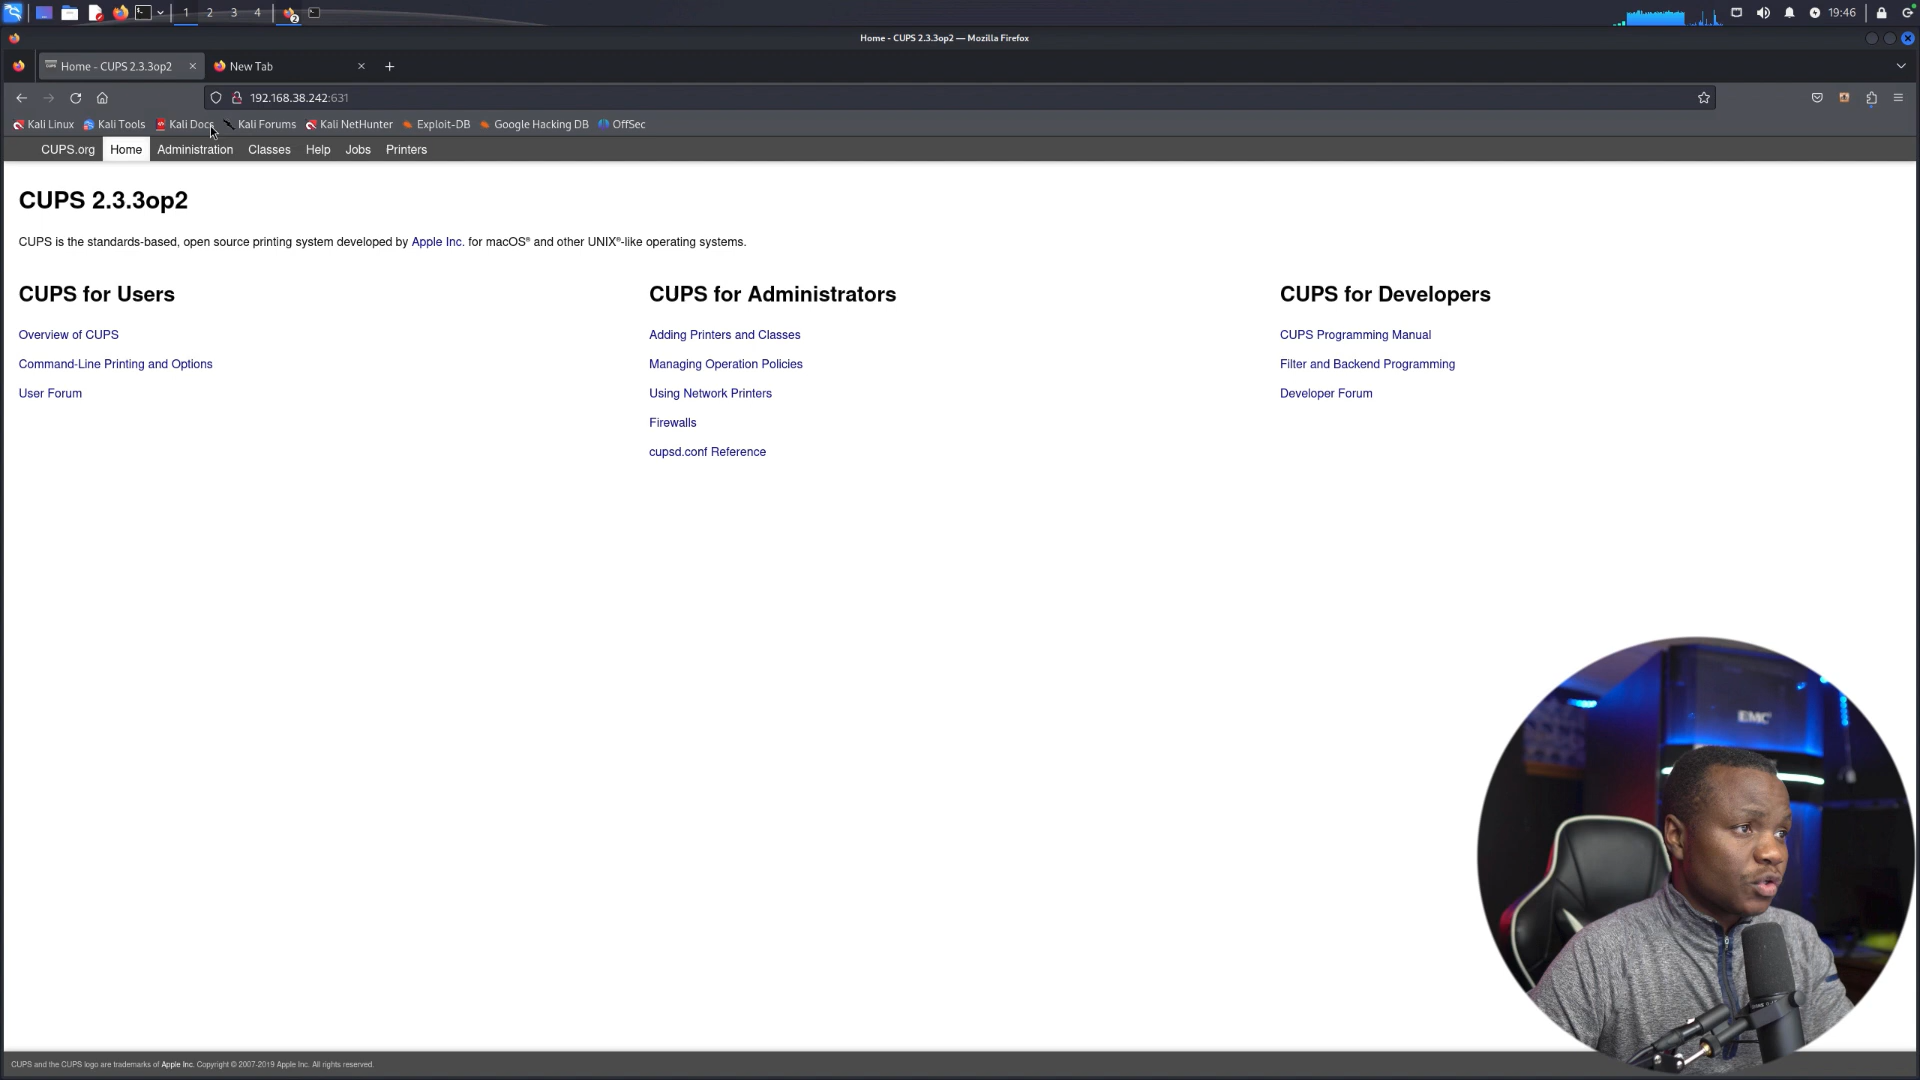 1 2 3 4 2 19:46
Home - CUPS 2.3.3op2 — Mozilla Firefox
Home - CUPS 2.3.3op2 New Tab
192.168.38.242:631
Kali Linux Kali Tools Kali Docs Kali Forums Kali NetHunter Exploit-DB Google Hacking DB OffSec
CUPS.org Home Administration Classes Help Jobs Printers
CUPS 2.3.3op2
CUPS is the standards-based, open source printing system developed by Apple Inc. for macOS® and other UNIX®-like operating systems.
CUPS for Users
Overview of CUPS
Command-Line Printing and Options
User Forum
CUPS for Administrators
Adding Printers and Classes
Managing Operation Policies
Using Network Printers
Firewalls
cupsd.conf Reference
CUPS for Developers
CUPS Programming Manual
Filter and Backend Programming
Developer Forum
EMC²
CUPS and the CUPS logo are trademarks of Apple Inc. Copyright © 2007-2019 Apple Inc. All rights reserved.